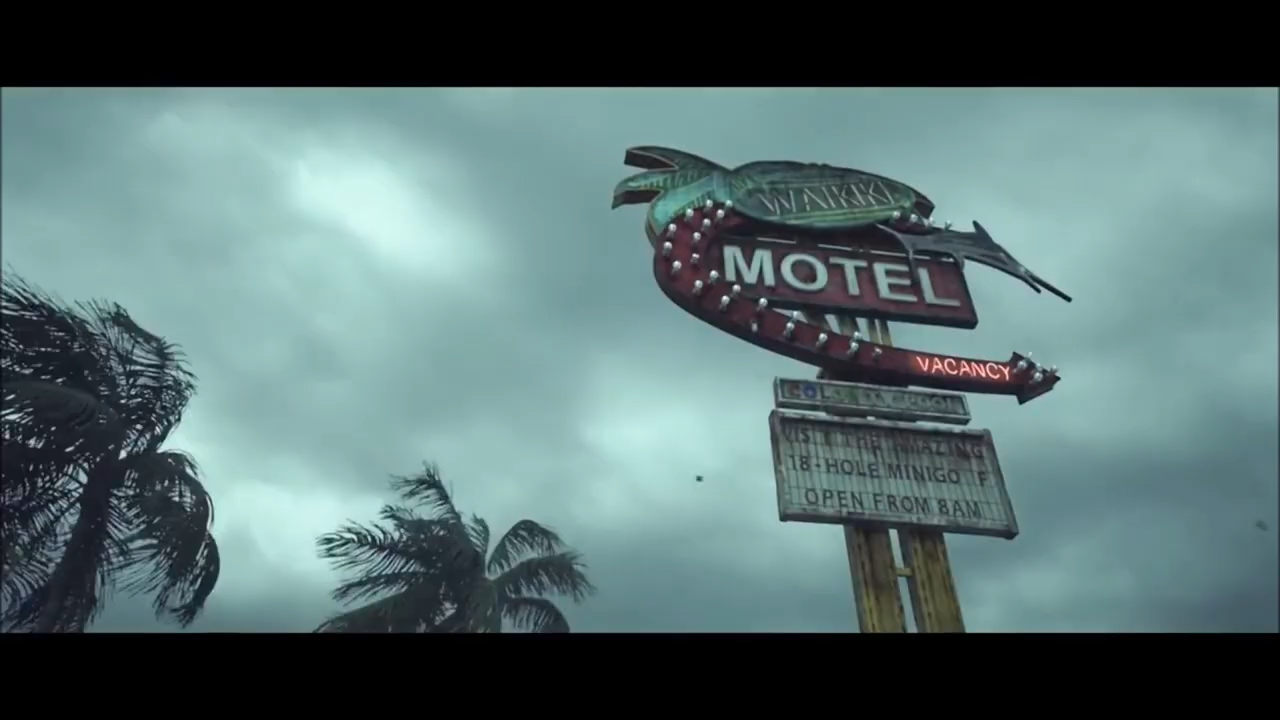 WAIKIKI
MOTEL
VACANCY
VISIT THE AMAZING
18-HOLE MINIGO F
OPEN FROM 8AM